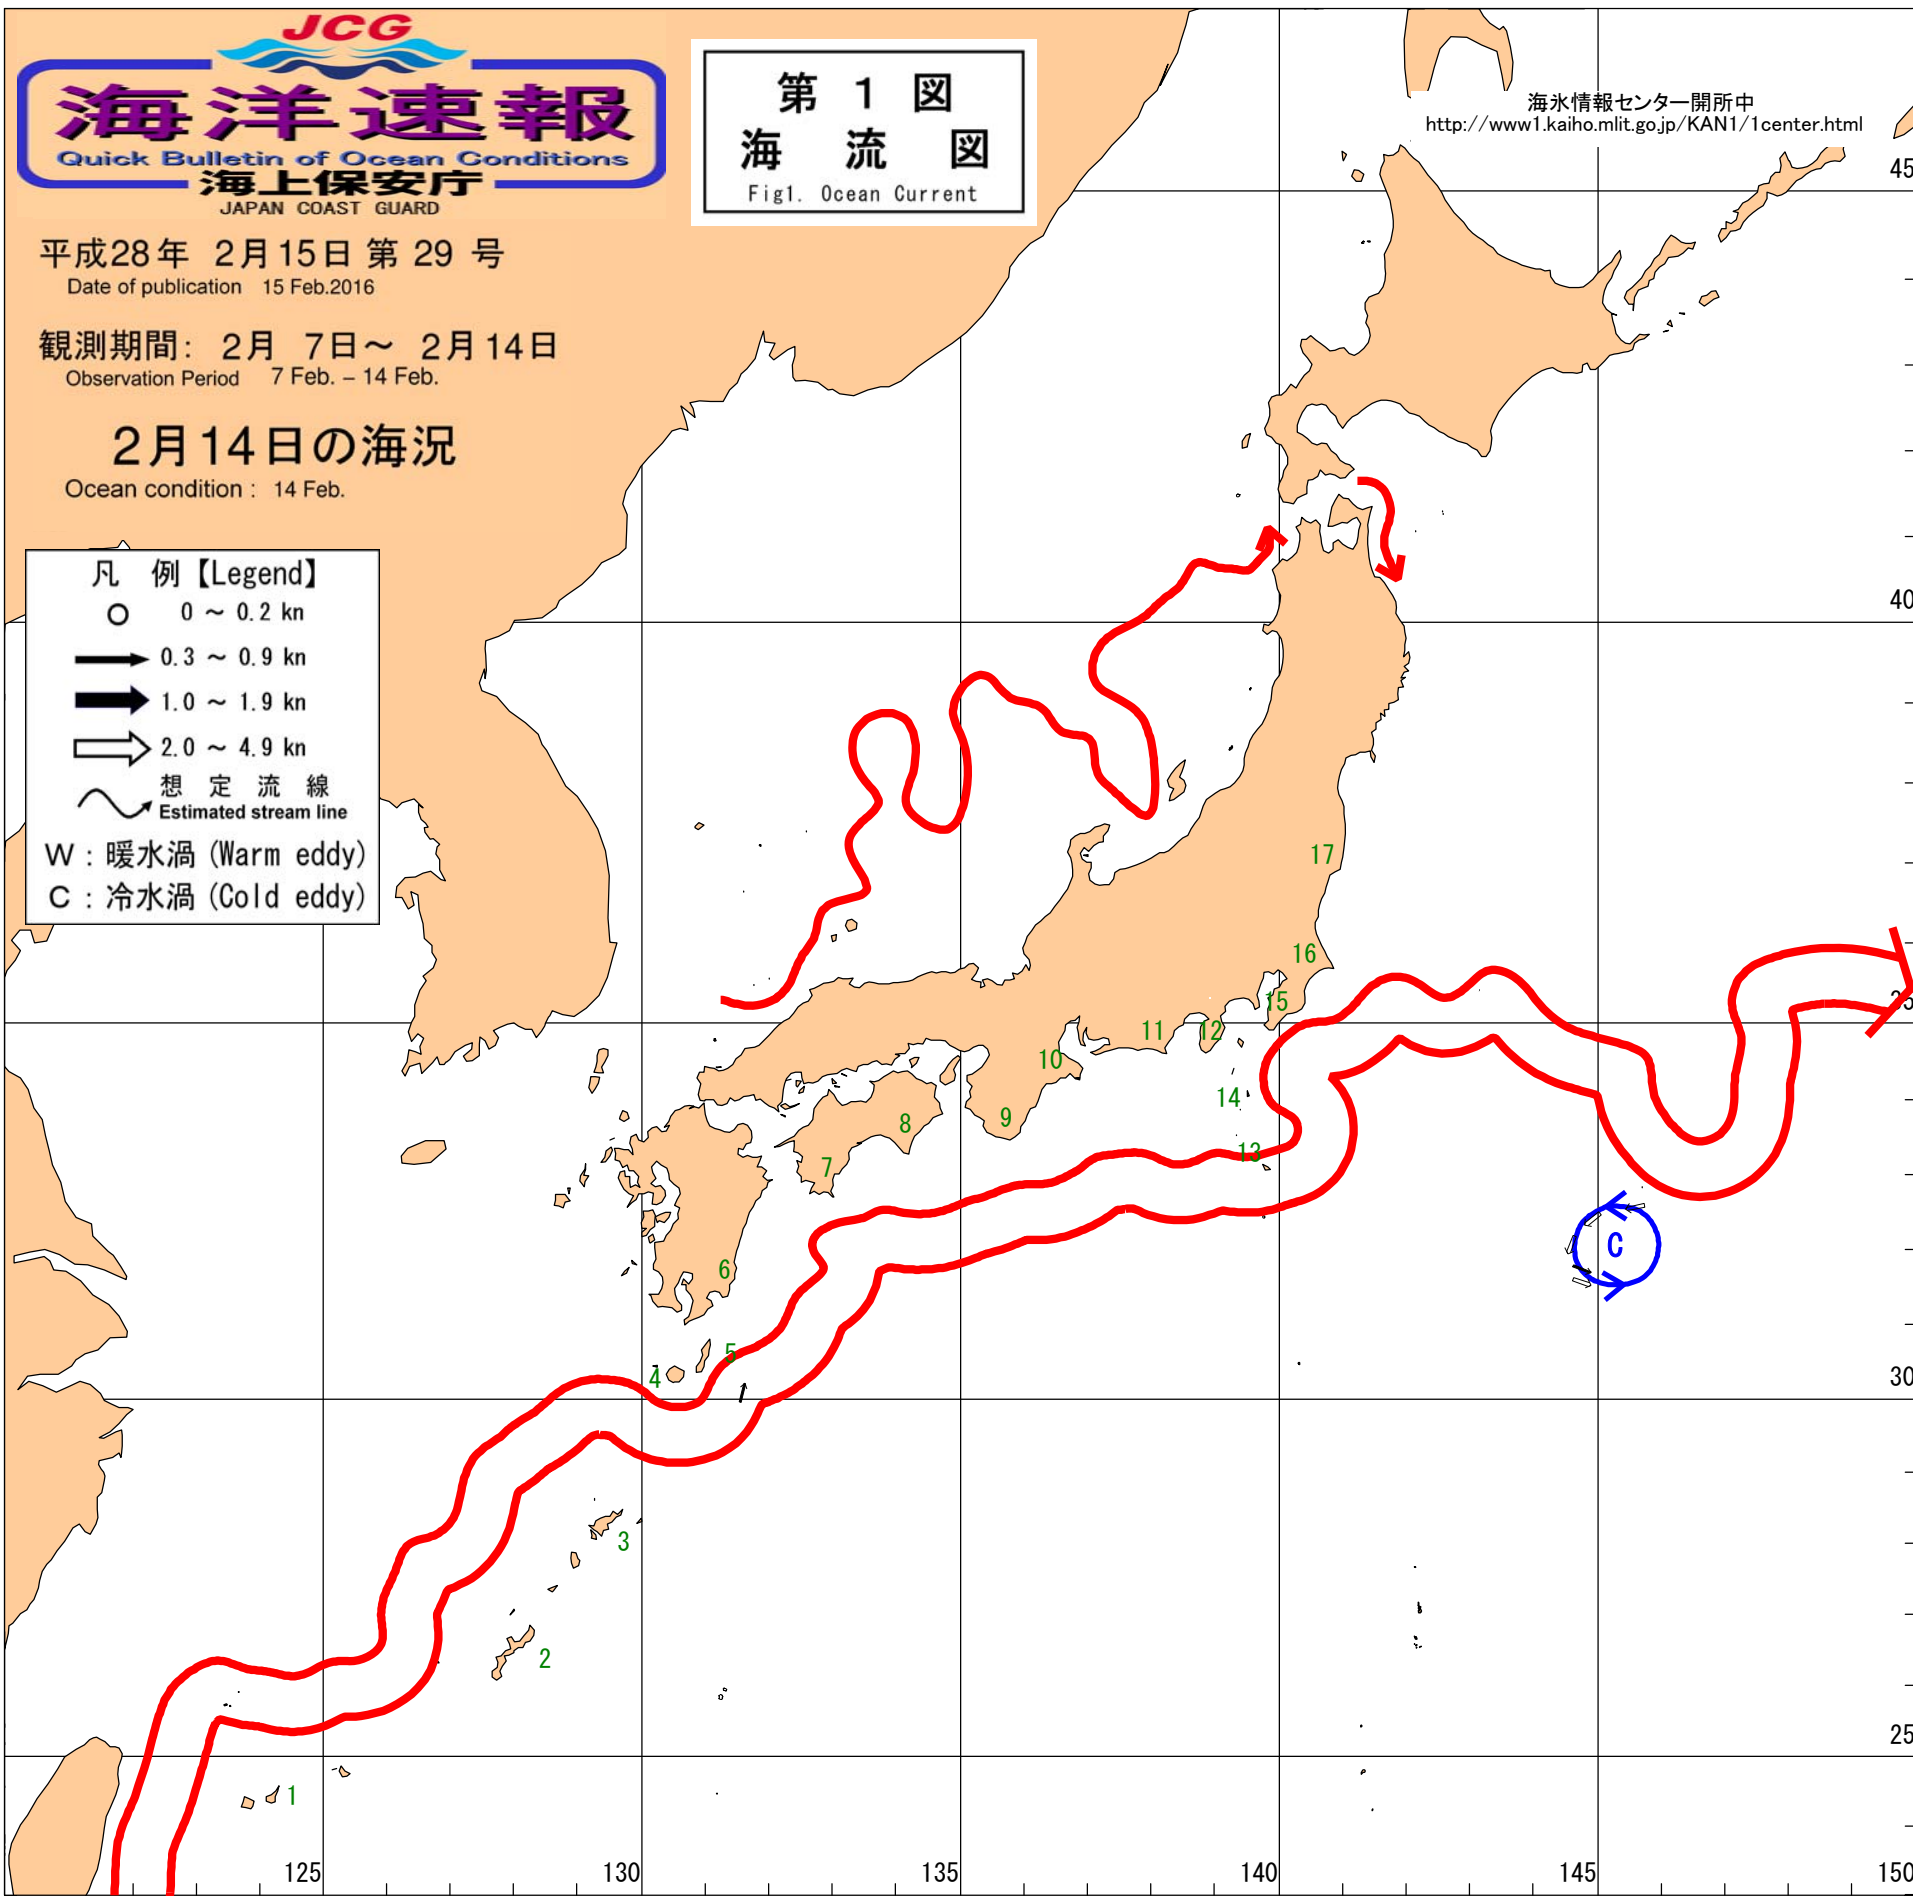 JCG
海洋速報
Quick Bulletin of Ocean Conditions
海上保安庁
JAPAN COAST GUARD
第 1 図
海 流 図
Fig1. Ocean Current
海氷情報センター開所中
http://www1.kaiho.mlit.go.jp/KAN1/1center.html
平成28年 2月15日 第 29 号
Date of publication 15 Feb.2016
観測期間: 2月 7日～ 2月14日
Observation Period 7 Feb. – 14 Feb.
2月14日の海況
Ocean condition : 14 Feb.
凡 例【Legend】
0 ～ 0.2 kn
0.3 ～ 0.9 kn
1.0 ～ 1.9 kn
2.0 ～ 4.9 kn
想 定 流 線
Estimated stream line
W : 暖水渦 (Warm eddy)
C : 冷水渦 (Cold eddy)
45
40
17
16
35
15
11
12
10
14
9
8
13
7
C
6
5
4
30
3
2
25
1
125
130
135
140
145
150